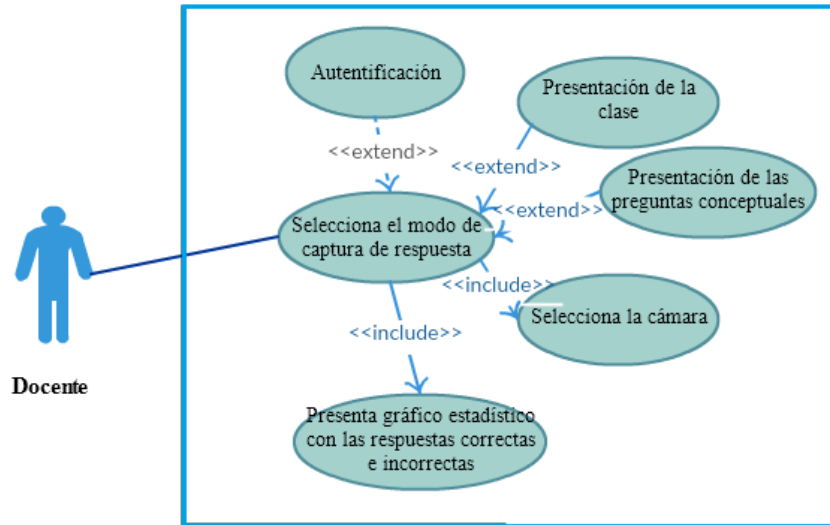 Autentificación
Presentación de la
clase
<<extend>>
<<extend>>
Presentación de las
preguntas conceptuales
<<extend>>
Selecciona el modo de
captura de respuesta
<<include>>
Selecciona la cámara
<<include>>
Docente
Presenta gráfico estadístico
con las respuestas correctas
e incorrectas